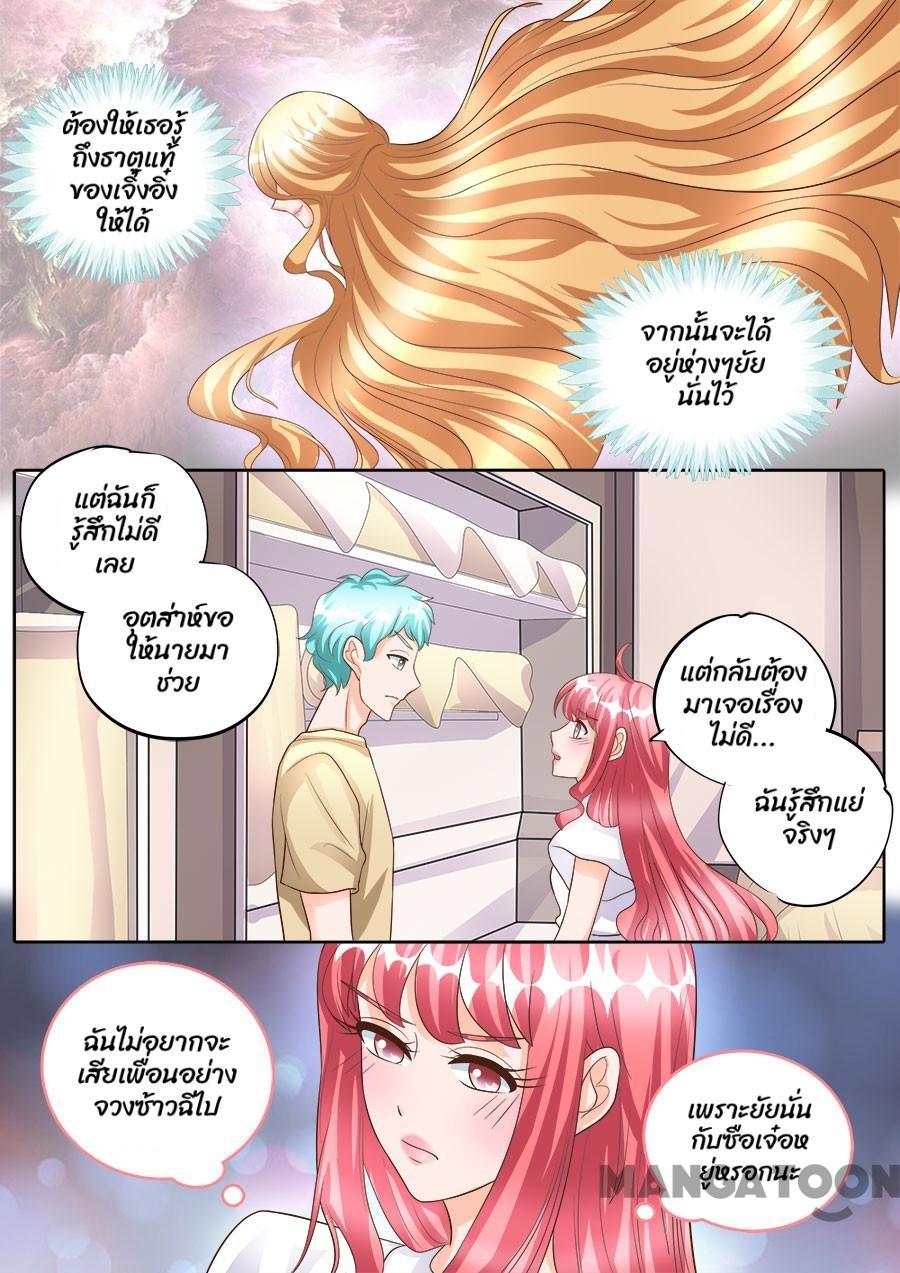 ต้องให้เธอรู้
ถึงธาตุแท้
ของเจิ้งอิ๋ง
ให้ได้
จากนั้นจะได้
อยู่ห่างๆยัย
นั่นไว้
แต่ฉันก็
รู้สึกไม่ดี
เลย
อุตส่าห์ขอ
ให้นายมา
ช่วย
แต่กลับต้อง
มาเจอเรื่อง
ไม่ดี...
ฉันรู้สึกแย่
จริงๆ
ฉันไม่อยากจะ
เสียเพื่อนอย่าง
จวงซ้าวฉีไป
เพราะยัยนั่น
กับซือเจ๋อห
ยู่หรอกนะ
MANGATOON